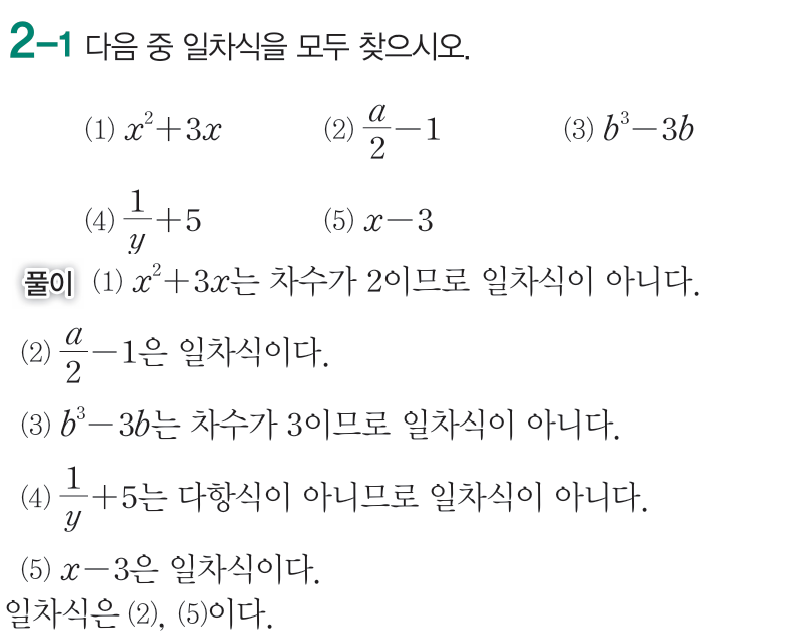 2-1 다음 중 일차식을 모두 찾으시오.
(1) x²+3x (2) a/2-1 (3) b³-3b
(4) 1/y+5 (5) x-3
풀이 (1) x²+3x는 차수가 2이므로 일차식이 아니다.
(2) a/2-1은 일차식이다.
(3) b³-3b는 차수가 3이므로 일차식이 아니다.
(4) 1/y+5는 다항식이 아니므로 일차식이 아니다.
(5) x-3은 일차식이다.
일차식은 (2), (5)이다.